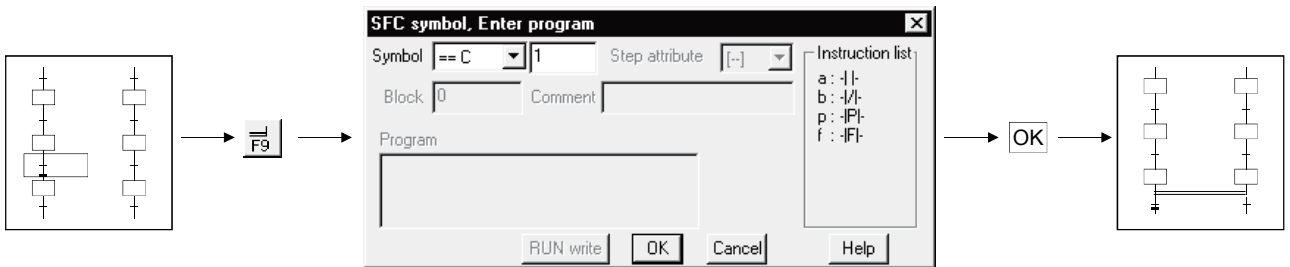 F9
SFC symbol, Enter program
Symbol == C 1 Step attribute [--]
Block 0 Comment
Program
Instruction list
a : -| |-
b : -|/|-
p : -|P|-
f : -|F|-
RUN write OK Cancel Help
OK